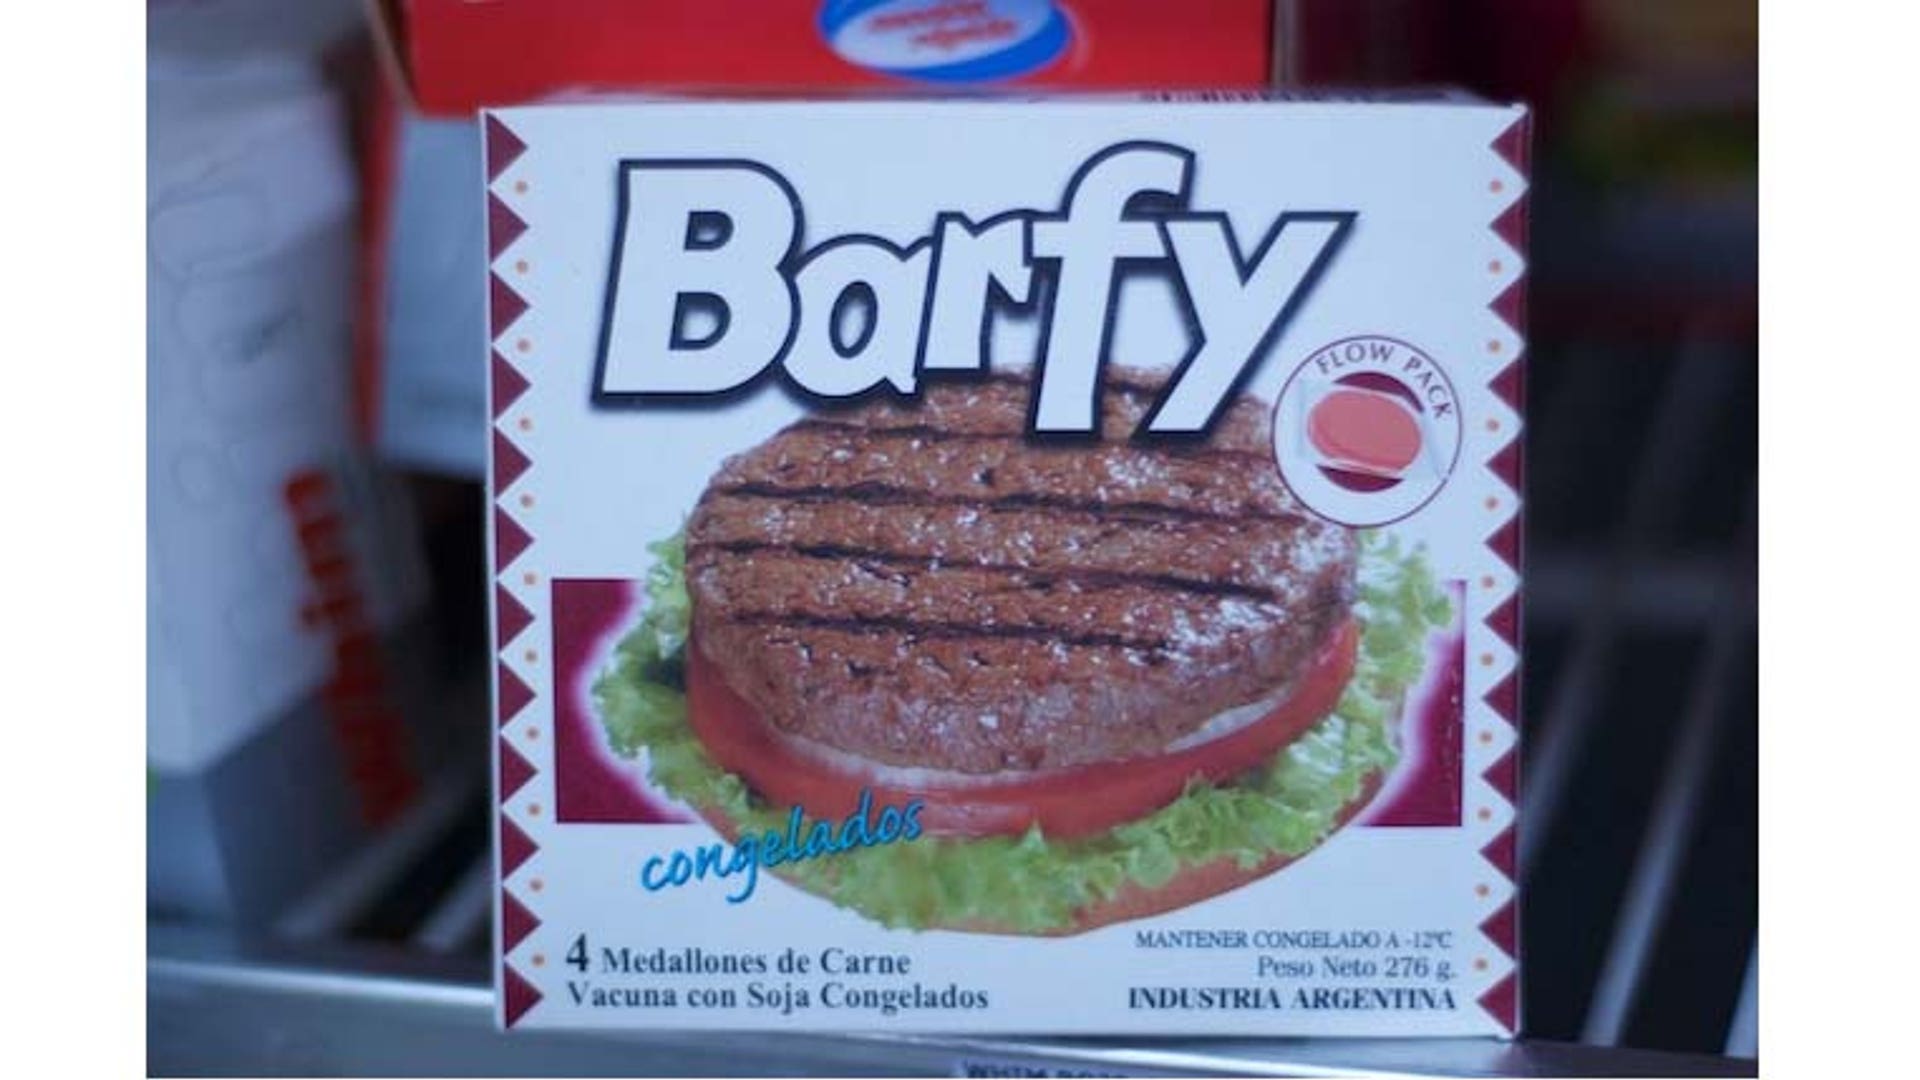 Barfy
FLOW PACK
congelados
4 Medallones de Carne
Vacuna con Soja Congelados
MANTENER CONGELADO A -12ºC
Peso Neto 276 g.
INDUSTRIA ARGENTINA